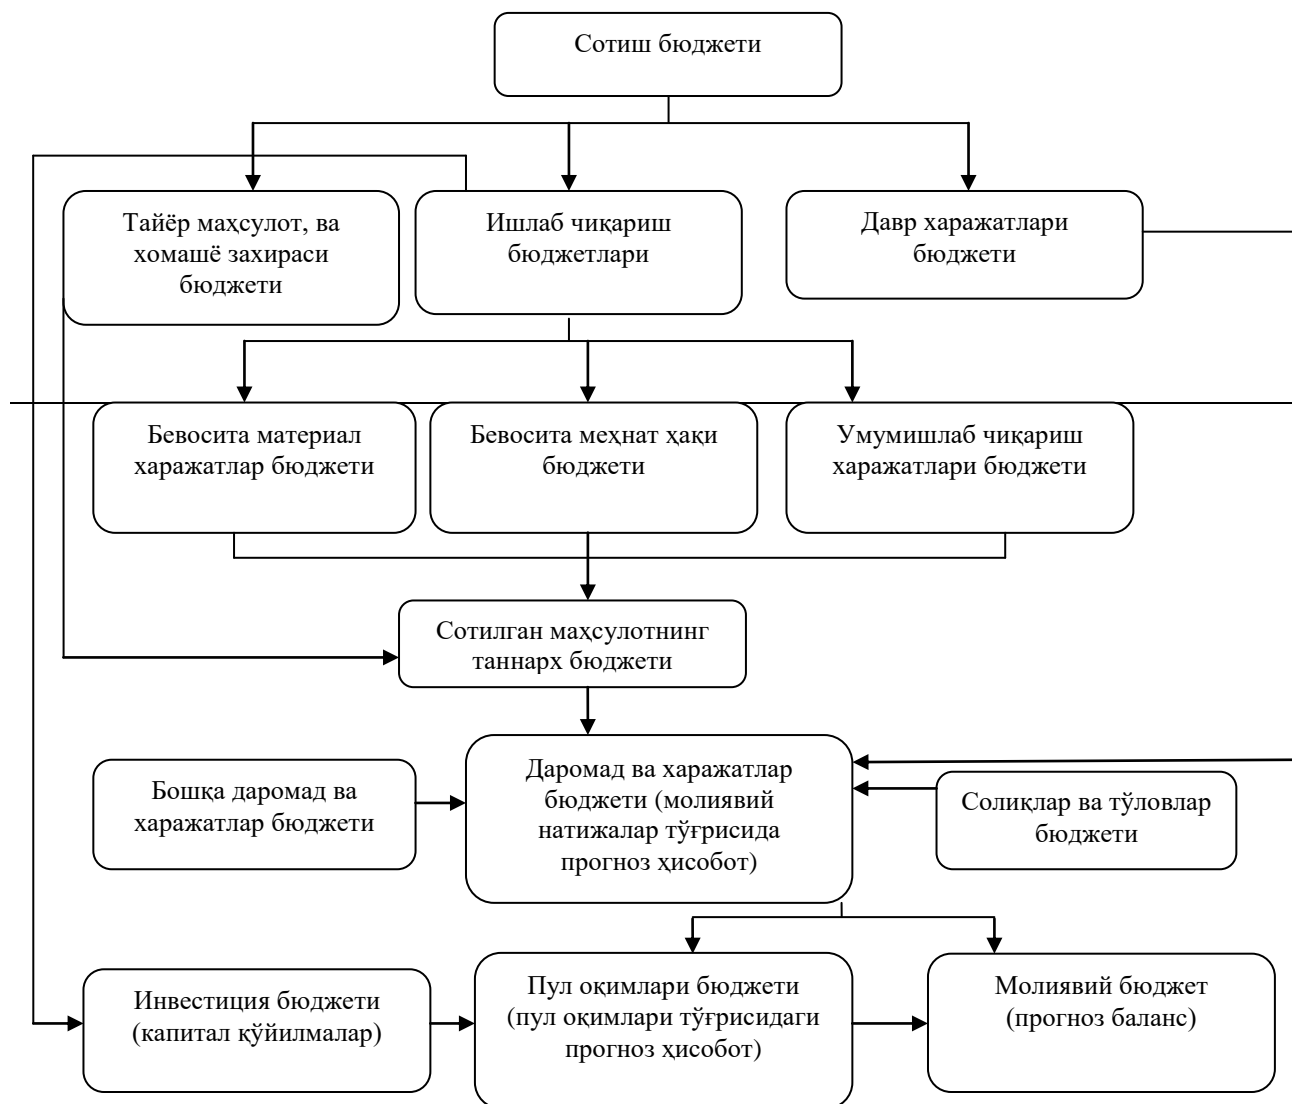 Сотиш бюджети
Тайёр маҳсулот, ва
хомашё захираси
бюджети
Ишлаб чиқариш
бюджетлари
Давр харажатлари
бюджети
Бевосита материал
харажатлар бюджети
Бевосита меҳнат ҳақи
бюджети
Умумишлаб чиқариш
харажатлари бюджети
Сотилган маҳсулотнинг
таннарх бюджети
Бошқа даромад ва
харажатлар бюджети
Даромад ва харажатлар
бюджети (молиявий
натижалар тўғрисида
прогноз ҳисобот)
Солиқлар ва тўловлар
бюджети
Инвестиция бюджети
(капитал қўйилмалар)
Пул оқимлари бюджети
(пул оқимлари тўғрисидаги
прогноз ҳисобот)
Молиявий бюджет
(прогноз баланс)